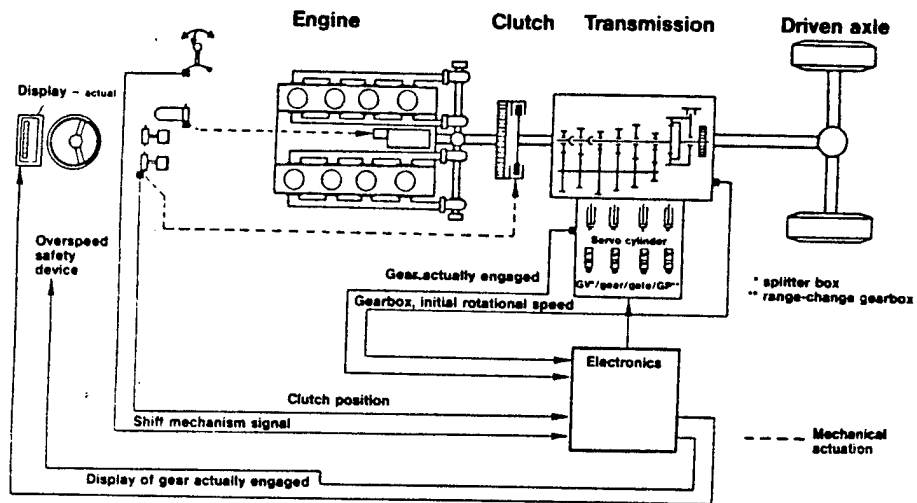 Engine
Clutch
Transmission
Driven axle
Display - actual
Overspeed
safety
device
Servo cylinder
GV*/gear/gate/GP**
Gear actually engaged
Gearbox, initial rotational speed
* splitter box
** range-change gearbox
Electronics
Clutch position
Shift mechanism signal
Display of gear actually engaged
Mechanical
actuation